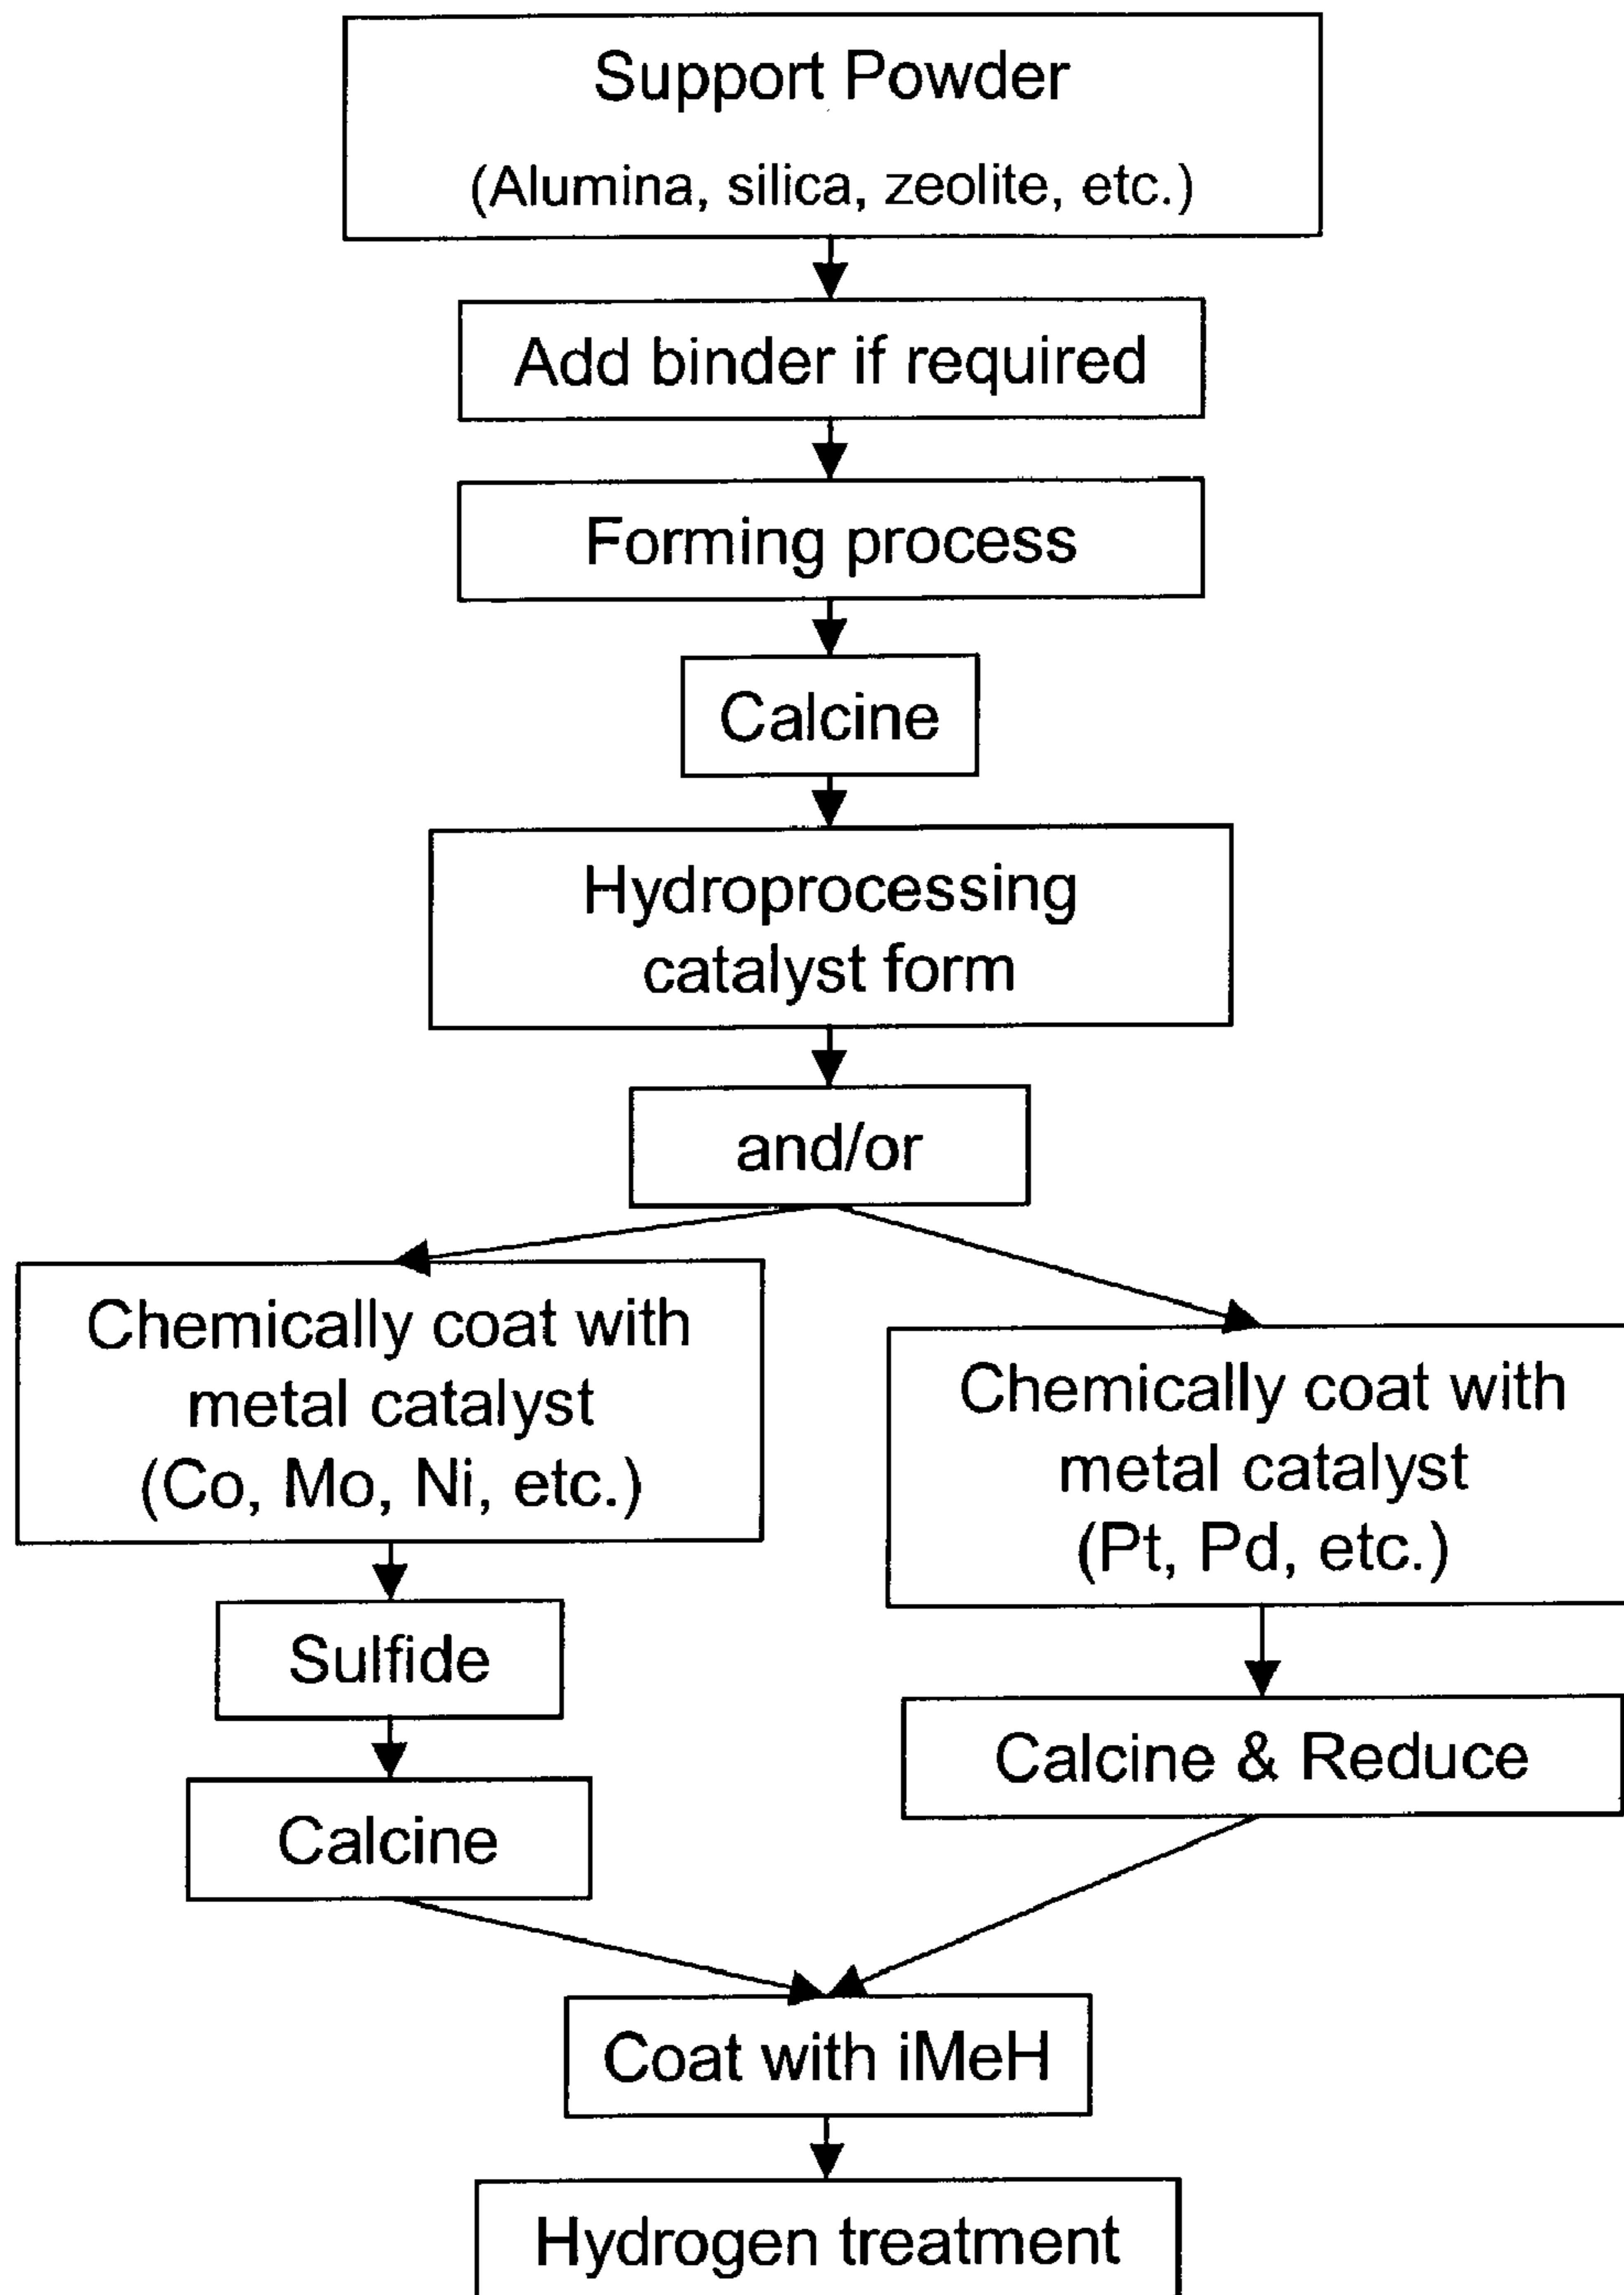 Support Powder
(Alumina, silica, zeolite, etc.)
Add binder if required
Forming process
Calcine
Hydroprocessing
catalyst form
and/or
Chemically coat with
metal catalyst
(Co, Mo, Ni, etc.)
Sulfide
Calcine
Chemically coat with
metal catalyst
(Pt, Pd, etc.)
Calcine & Reduce
Coat with iMeH
Hydrogen treatment